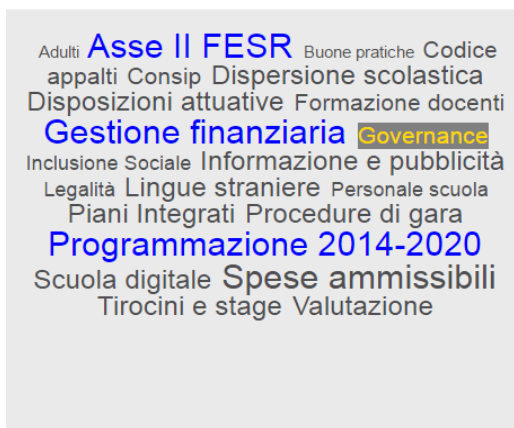 Adulti Asse II FESR Buone pratiche Codice
appalti Consip Dispersione scolastica
Disposizioni attuative Formazione docenti
Gestione finanziaria Governance
Inclusione Sociale Informazione e pubblicità
Legalità Lingue straniere Personale scuola
Piani Integrati Procedure di gara
Programmazione 2014-2020
Scuola digitale Spese ammissibili
Tirocini e stage Valutazione